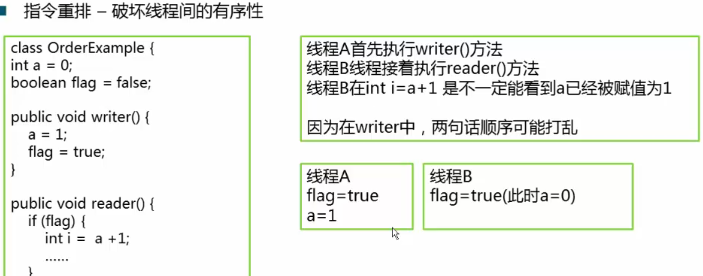 指令重排 – 破坏线程间的有序性
class OrderExample {
int a = 0;
boolean flag = false;
public void writer() {
a = 1;
flag = true;
}
public void reader() {
if (flag) {
int i = a +1;
……
}
线程A首先执行writer()方法
线程B线程接着执行reader()方法
线程B在int i=a+1 是不一定能看到a已经被赋值为1
因为在writer中，两句话顺序可能打乱
线程A
flag=true
a=1
线程B
flag=true(此时a=0)